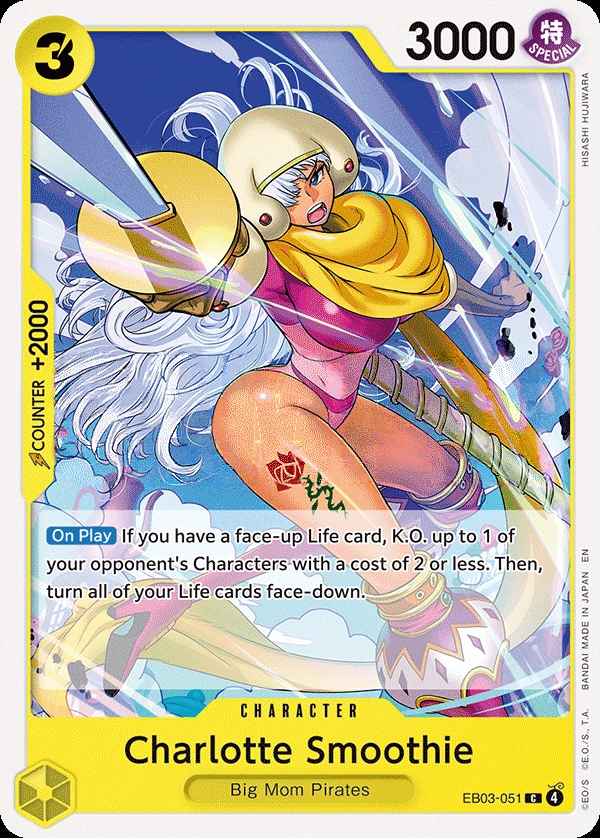 3
3000
特
SPECIAL
HISASHI HUJIWARA
COUNTER +2000
On Play If you have a face-up Life card, K.O. up to 1 of
your opponent's Characters with a cost of 2 or less. Then,
turn all of your Life cards face-down.
CHARACTER
Charlotte Smoothie
Big Mom Pirates
EB03-051 C 4
©EO/S ©E.O./S., T.A. BANDAI MADE IN JAPAN EN